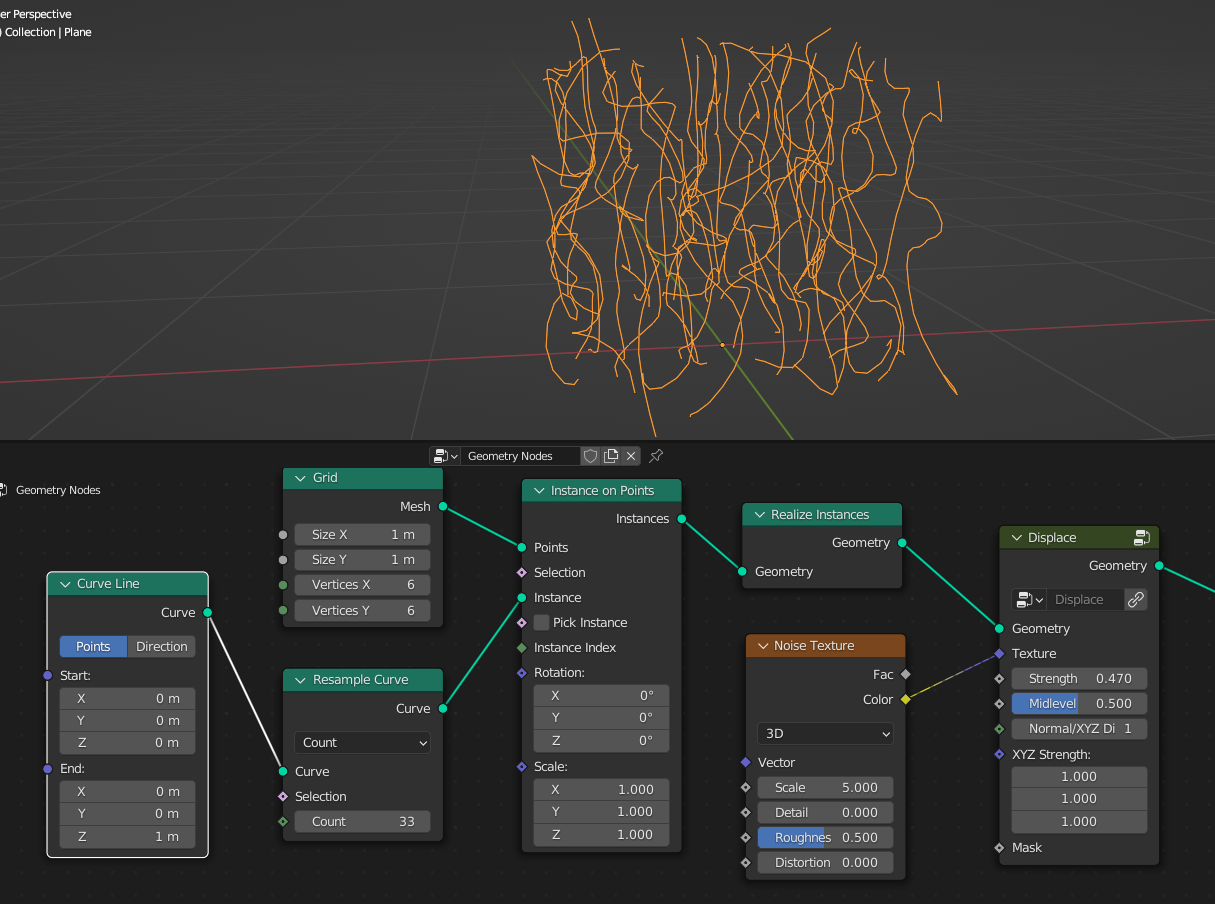 er Perspective
) Collection | Plane
Geometry Nodes
Geometry Nodes
Curve Line
Curve
Points Direction
Start:
X 0 m
Y 0 m
Z 0 m
End:
X 0 m
Y 0 m
Z 1 m
Grid
Mesh
Size X 1 m
Size Y 1 m
Vertices X 6
Vertices Y 6
Resample Curve
Curve
Count
Curve
Selection
Count 33
Instance on Points
Instances
Points
Selection
Instance
Pick Instance
Instance Index
Rotation:
X 0°
Y 0°
Z 0°
Scale:
X 1.000
Y 1.000
Z 1.000
Realize Instances
Geometry
Geometry
Noise Texture
Fac
Color
3D
Vector
Scale 5.000
Detail 0.000
Roughnes 0.500
Distortion 0.000
Displace
Geometry
Displace
Geometry
Texture
Strength 0.470
Midlevel 0.500
Normal/XYZ Di 1
XYZ Strength:
1.000
1.000
1.000
Mask